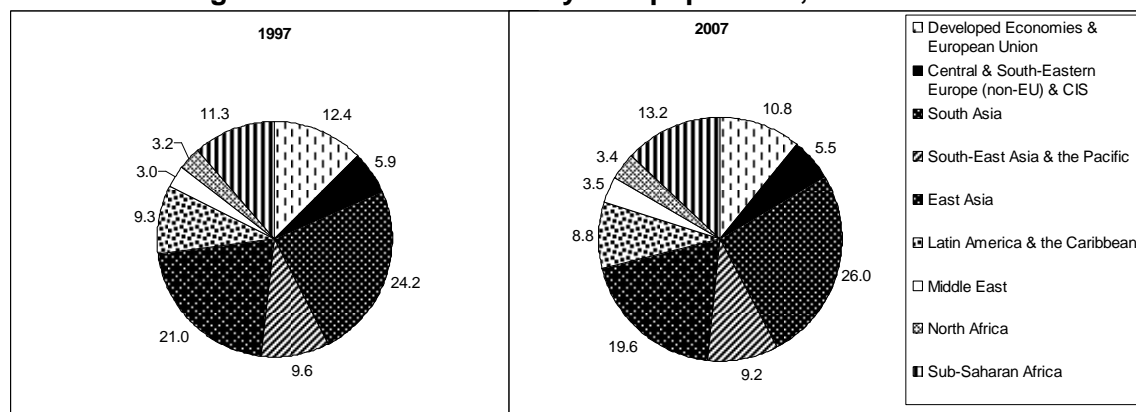 1997
2007
11.3
12.4
3.2
5.9
3.0
9.3
24.2
21.0
9.6
13.2
10.8
3.4
5.5
3.5
8.8
26.0
19.6
9.2
Developed Economies &
European Union
Central & South-Eastern
Europe (non-EU) & CIS
South Asia
South-East Asia & the Pacific
East Asia
Latin America & the Caribbean
Middle East
North Africa
Sub-Saharan Africa